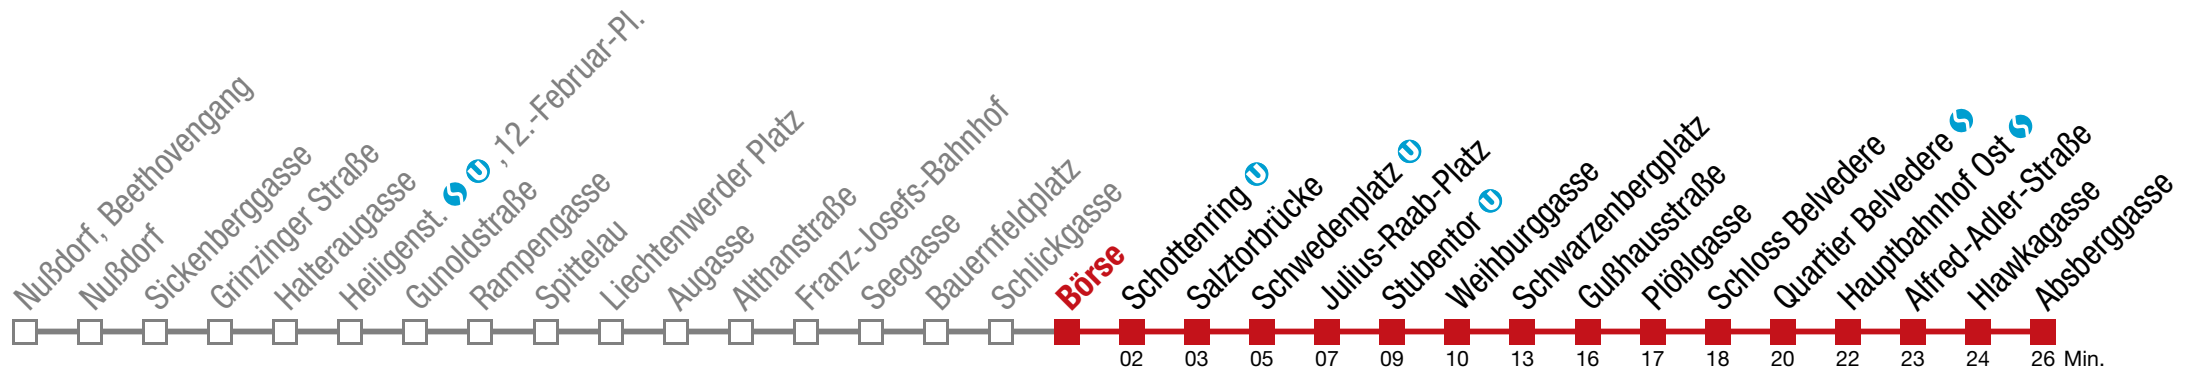 Nußdorf, Beethovengang
Nußdorf
Sickenberggasse
Grinzinger Straße
Halteraugasse
Heiligenst. S U , 12.-Februar-Pl.
Gunoldstraße
Rampengasse
Spittelau
Liechtenwerder Platz
Augasse
Althanstraße
Franz-Josefs-Bahnhof
Seegasse
Bauernfeldplatz
Schlickgasse
Börse
Schottenring U
Salztorbrücke
Schwedenplatz U
Julius-Raab-Platz
Stubentor U
Weihburggasse
Schwarzenbergplatz
Gußhausstraße
Plößlgasse
Schloss Belvedere
Quartier Belvedere S
Hauptbahnhof Ost S
Alfred-Adler-Straße
Hlawkagasse
Absberggasse
02 03 05 07 09 10 13 16 17 18 20 22 23 24 26 Min.